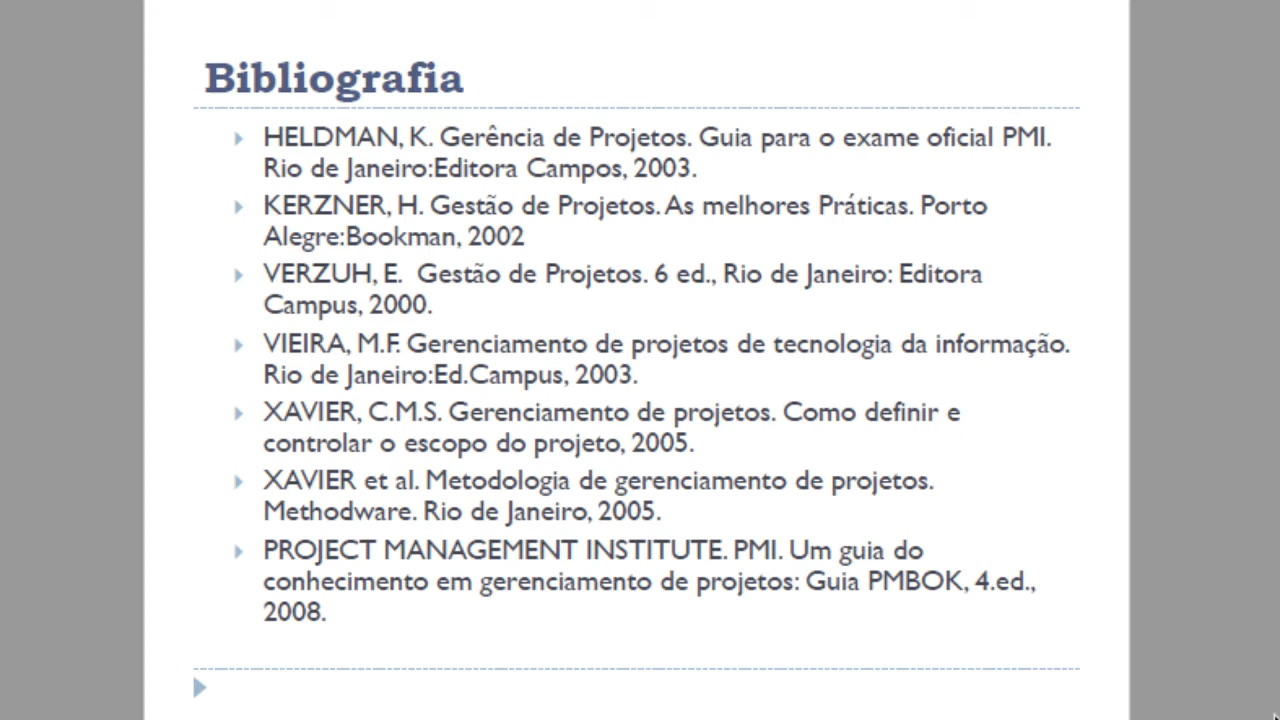 Bibliografia
HELDMAN, K. Gerência de Projetos. Guia para o exame oficial PMI.
Rio de Janeiro:Editora Campos, 2003.
KERZNER, H. Gestão de Projetos. As melhores Práticas. Porto
Alegre:Bookman, 2002
VERZUH, E.  Gestão de Projetos. 6 ed., Rio de Janeiro: Editora
Campus, 2000.
VIEIRA, M.F. Gerenciamento de projetos de tecnologia da informação.
Rio de Janeiro:Ed.Campus, 2003.
XAVIER, C.M.S. Gerenciamento de projetos. Como definir e
controlar o escopo do projeto, 2005.
XAVIER et al. Metodologia de gerenciamento de projetos.
Methodware. Rio de Janeiro, 2005.
PROJECT MANAGEMENT INSTITUTE. PMI. Um guia do
conhecimento em gerenciamento de projetos: Guia PMBOK, 4.ed.,
2008.